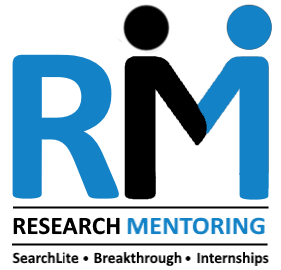 RM
RESEARCH MENTORING
SearchLite • Breakthrough • Internships